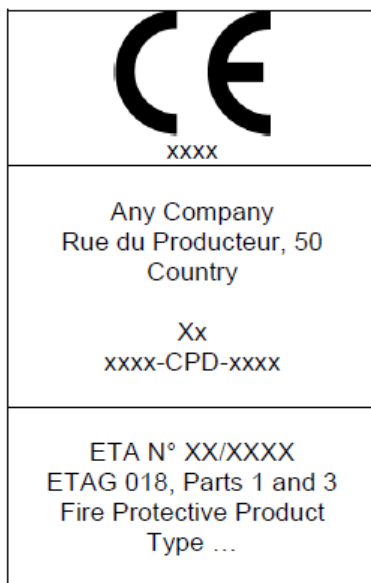 CE
xxxx
Any Company
Rue du Producteur, 50
Country
Xx
xxxx-CPD-xxxx
ETA N° XX/XXXX
ETAG 018, Parts 1 and 3
Fire Protective Product
Type …